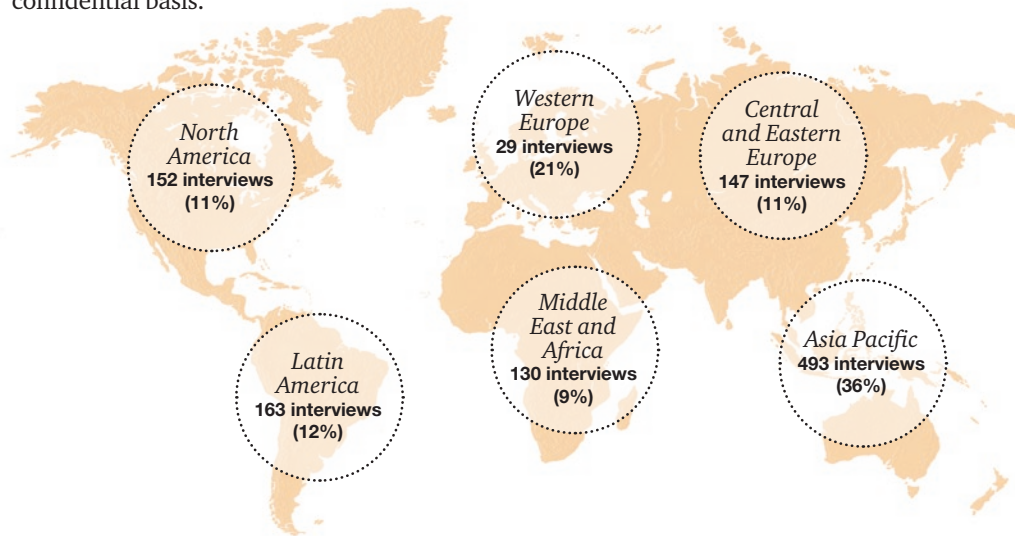 confidential basis.
North
America
152 interviews
(11%)
Western
Europe
29 interviews
(21%)
Central
and Eastern
Europe
147 interviews
(11%)
Latin
America
163 interviews
(12%)
Middle
East and
Africa
130 interviews
(9%)
Asia Pacific
493 interviews
(36%)